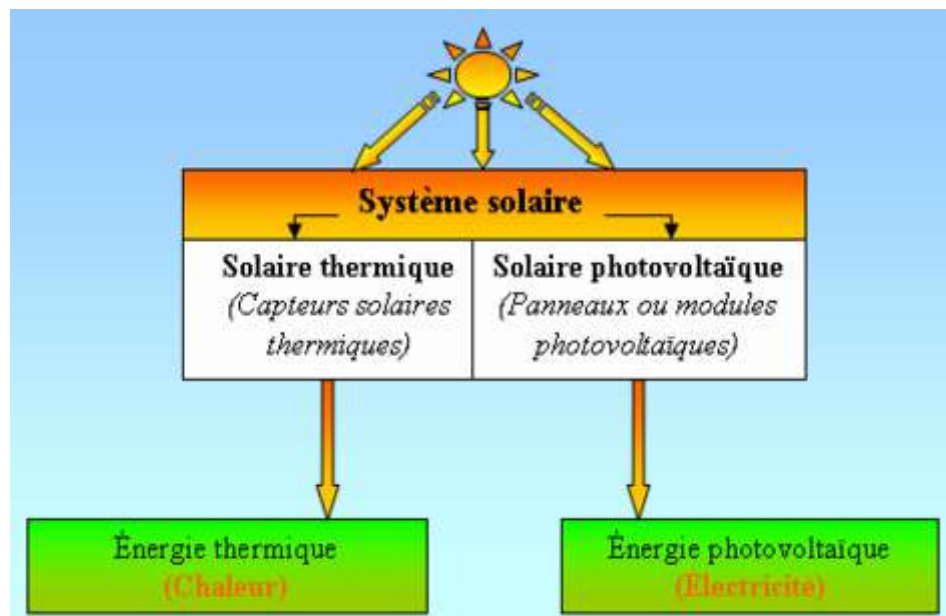 Système solaire
Solaire thermique
(Capteurs solaires
thermiques)
Solaire photovoltaïque
(Panneaux ou modules
photovoltaïques)
Énergie thermique
(Chaleur)
Énergie photovoltaïque
(Électricité)